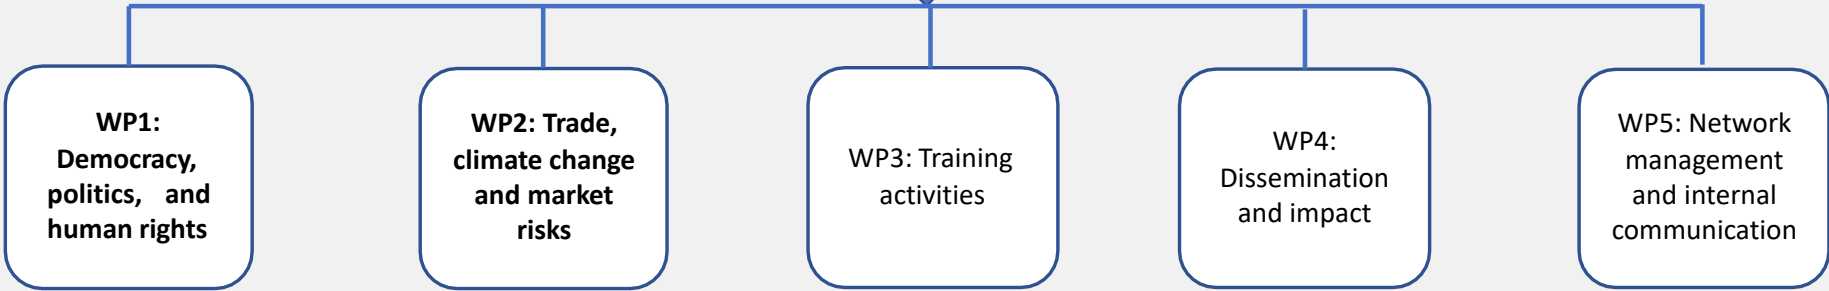 WP1:
Democracy,
politics, and
human rights
WP2: Trade,
climate change
and market
risks
WP3: Training
activities
WP4:
Dissemination
and impact
WP5: Network
management
and internal
communication